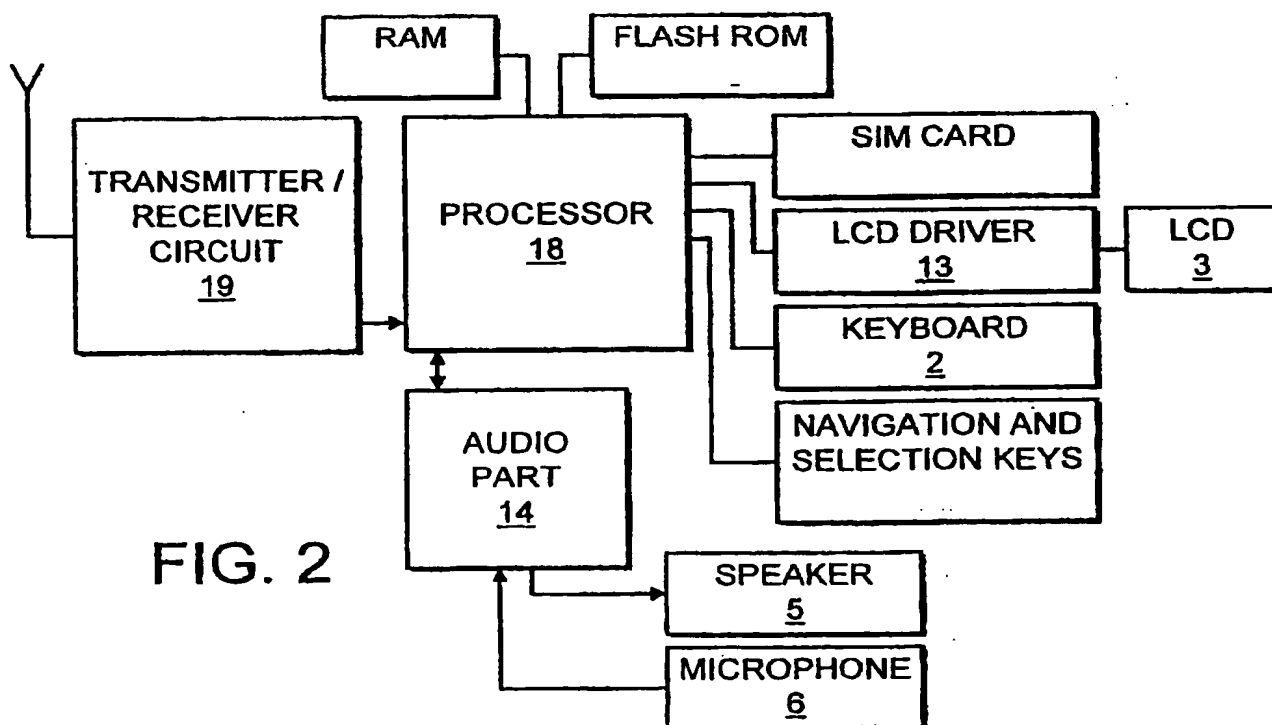 RAM
FLASH ROM
TRANSMITTER /
RECEIVER
CIRCUIT
19
PROCESSOR
18
SIM CARD
LCD DRIVER
13
LCD
3
KEYBOARD
2
NAVIGATION AND
SELECTION KEYS
AUDIO
PART
14
SPEAKER
5
MICROPHONE
6
FIG. 2